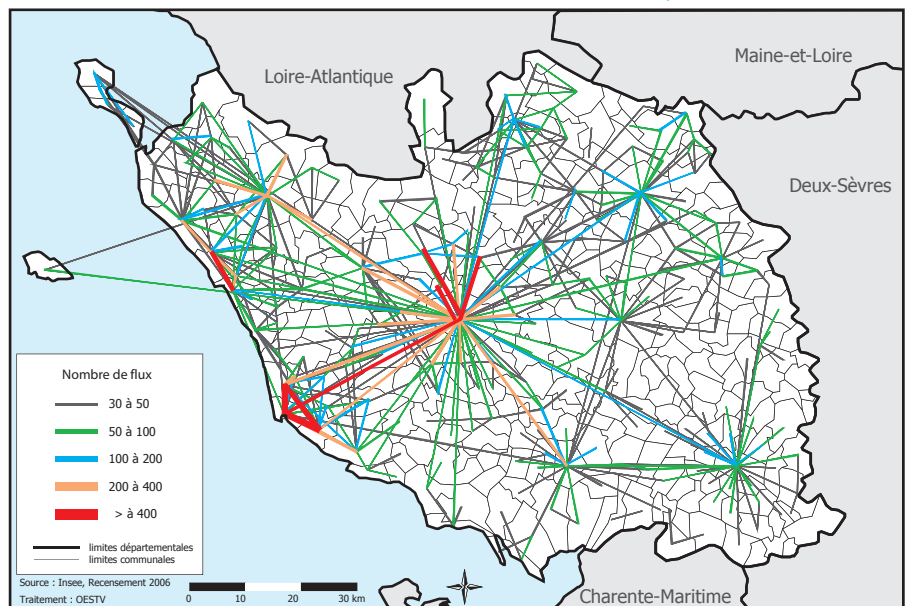 Maine-et-Loire
Loire-Atlantique
Deux-Sèvres
Nombre de flux
30 à 50
50 à 100
100 à 200
200 à 400
> à 400
limites départementales
limites communales
Source : Insee, Recensement 2006
Traitement : OESTV
0 10 20 30 km
Charente-Maritime